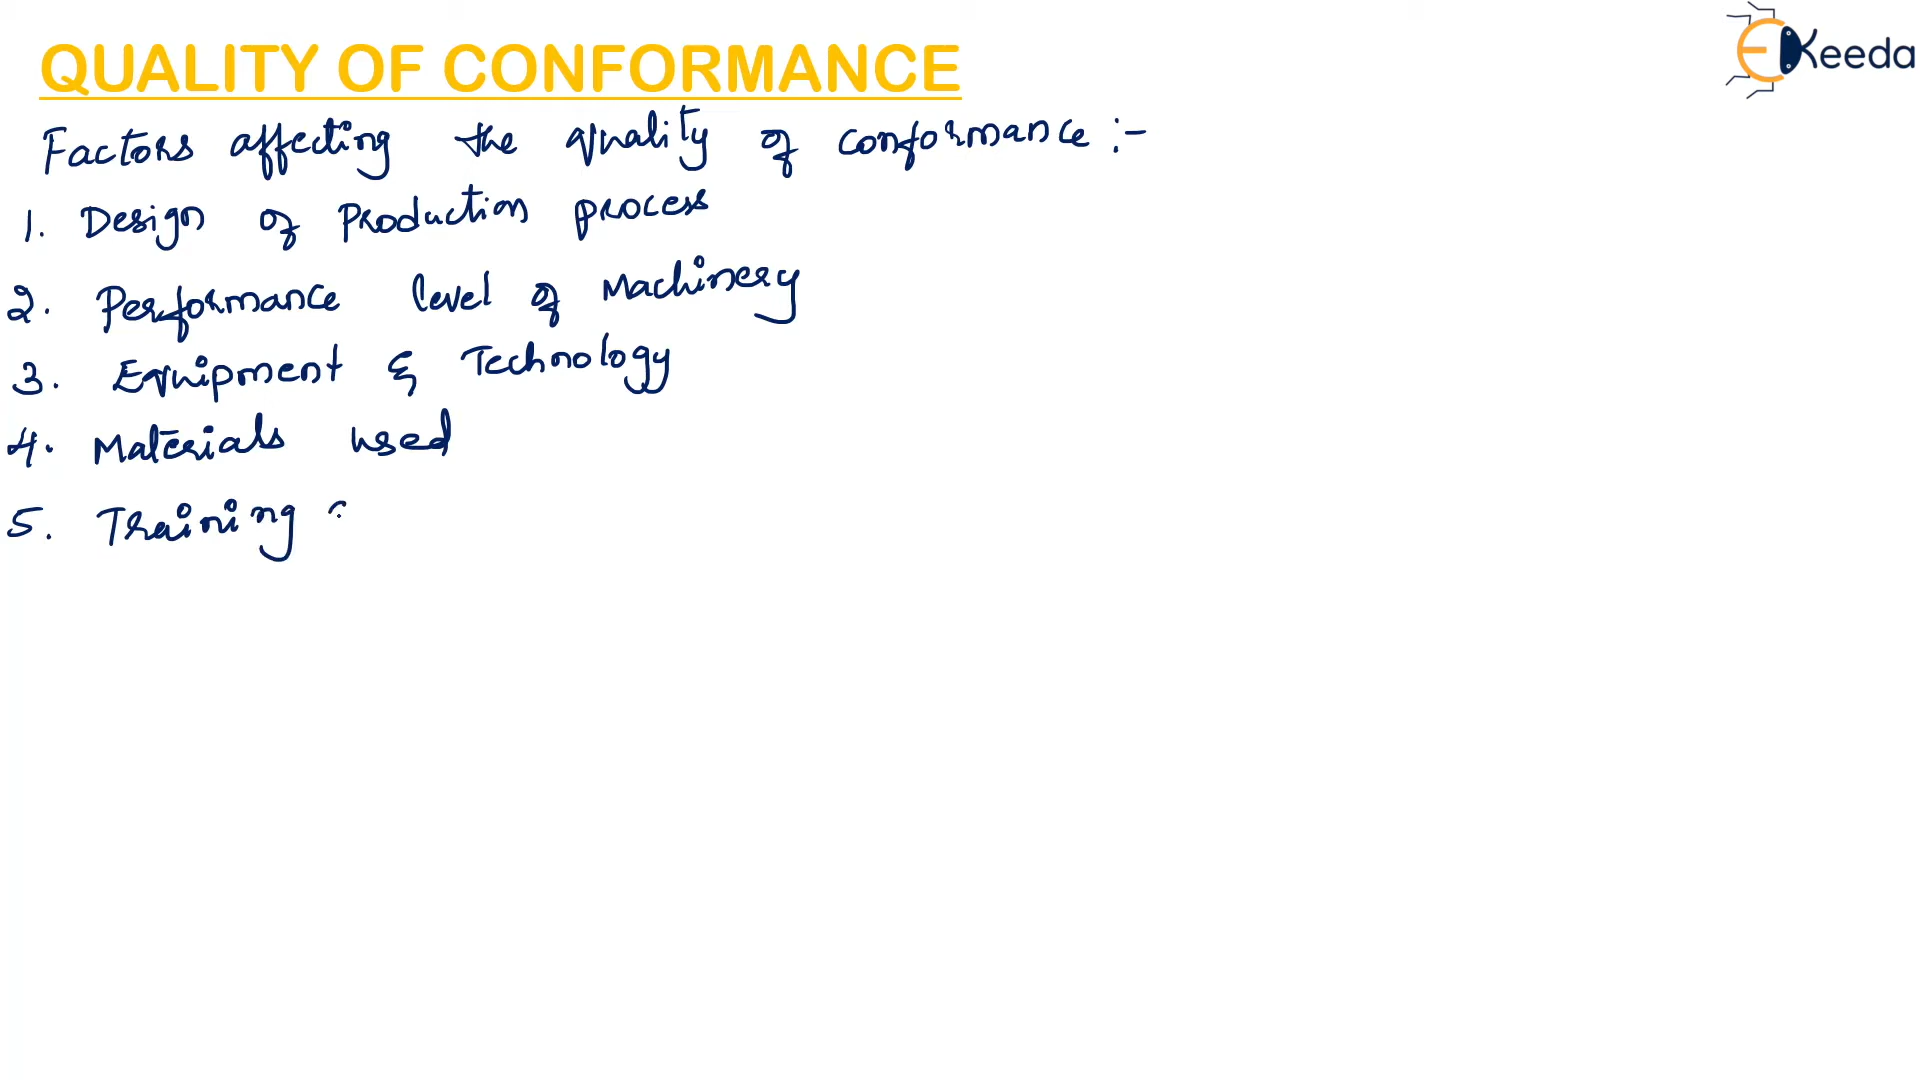 QUALITY OF CONFORMANCE
EKeeda
Factors affecting the quality of conformance :-
1. Design of Production process
2. Performance level of Machinery
3. Equipment & Technology
4. Materials used
5. Training